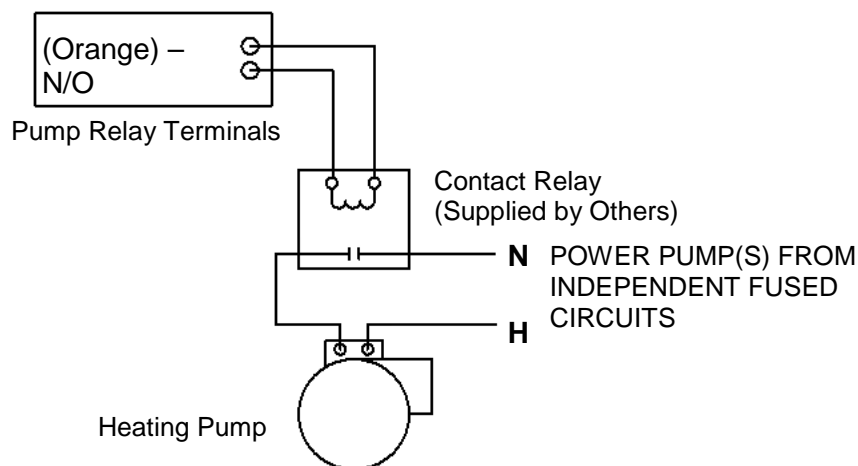 (Orange) –
N/O
Pump Relay Terminals
Contact Relay
(Supplied by Others)
N
POWER PUMP(S) FROM
INDEPENDENT FUSED
CIRCUITS
H
Heating Pump